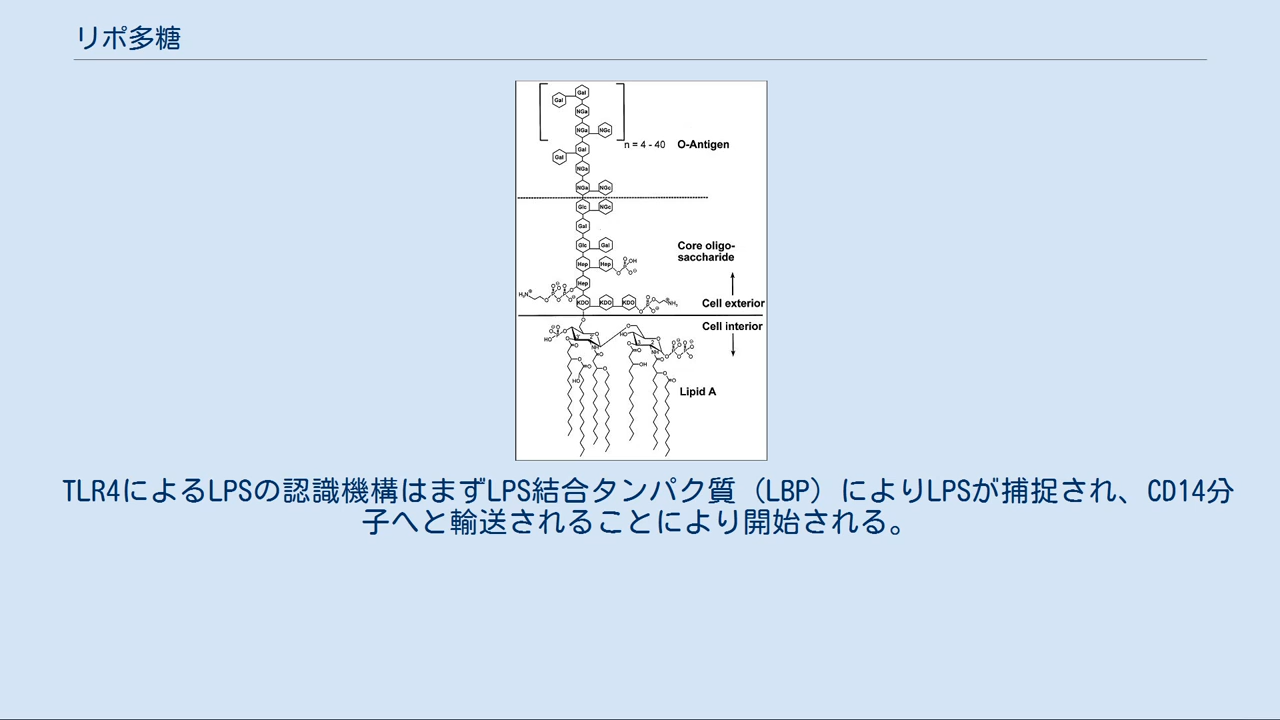 リポ多糖
Gal Gal
NGa
NGa NGc
n = 4 - 40 O-Antigen
Gal
Gal
NGa
NGa NGc
Glc NGc
Gal
Core oligo-
Glc Gal
saccharide
Hep Hep
Hep
KDO KDO KDO
Cell exterior
Cell interior
Lipid A
TLR4によるLPSの認識機構はまずLPS結合タンパク質（LBP）によりLPSが捕捉され、CD14分
子へと輸送されることにより開始される。